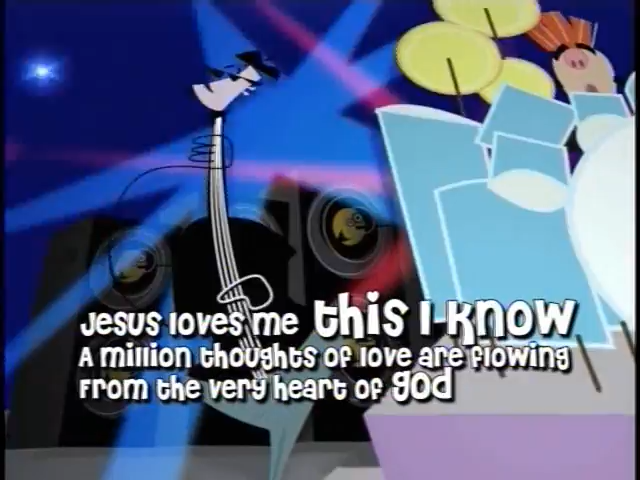 Jesus loves me this I know
A million thoughts of love are flowing
From the very heart of god